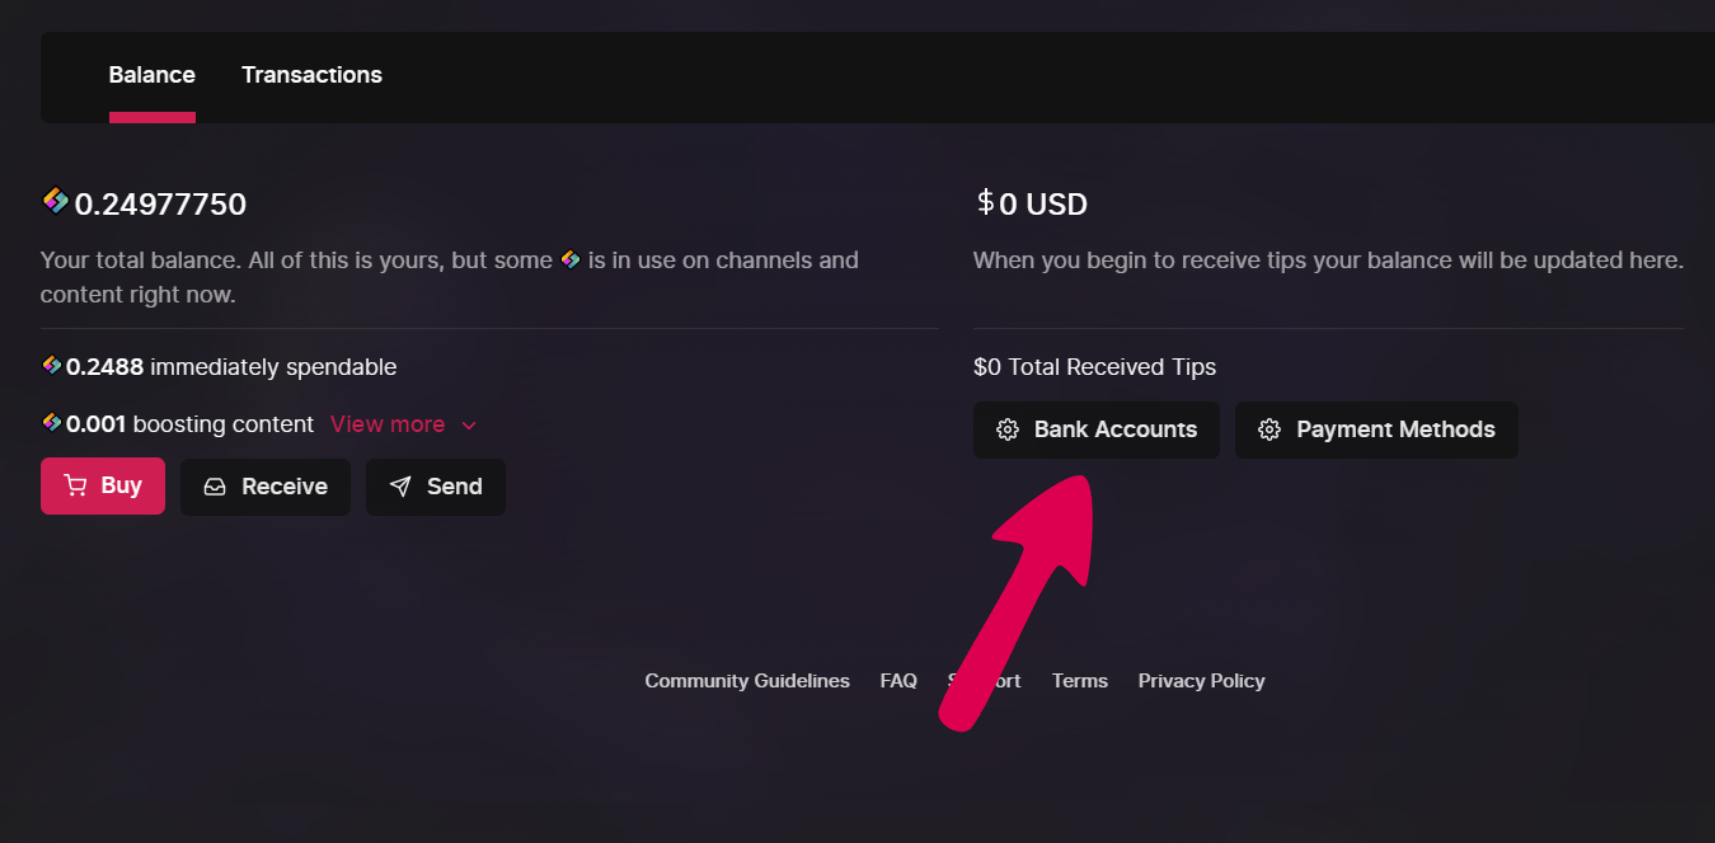 Balance Transactions
0.24977750
Your total balance. All of this is yours, but some is in use on channels and
content right now.
0.2488 immediately spendable
0.001 boosting content View more
Buy Receive Send
$0 USD
When you begin to receive tips your balance will be updated here.
$0 Total Received Tips
Bank Accounts Payment Methods
Community Guidelines FAQ Terms Privacy Policy